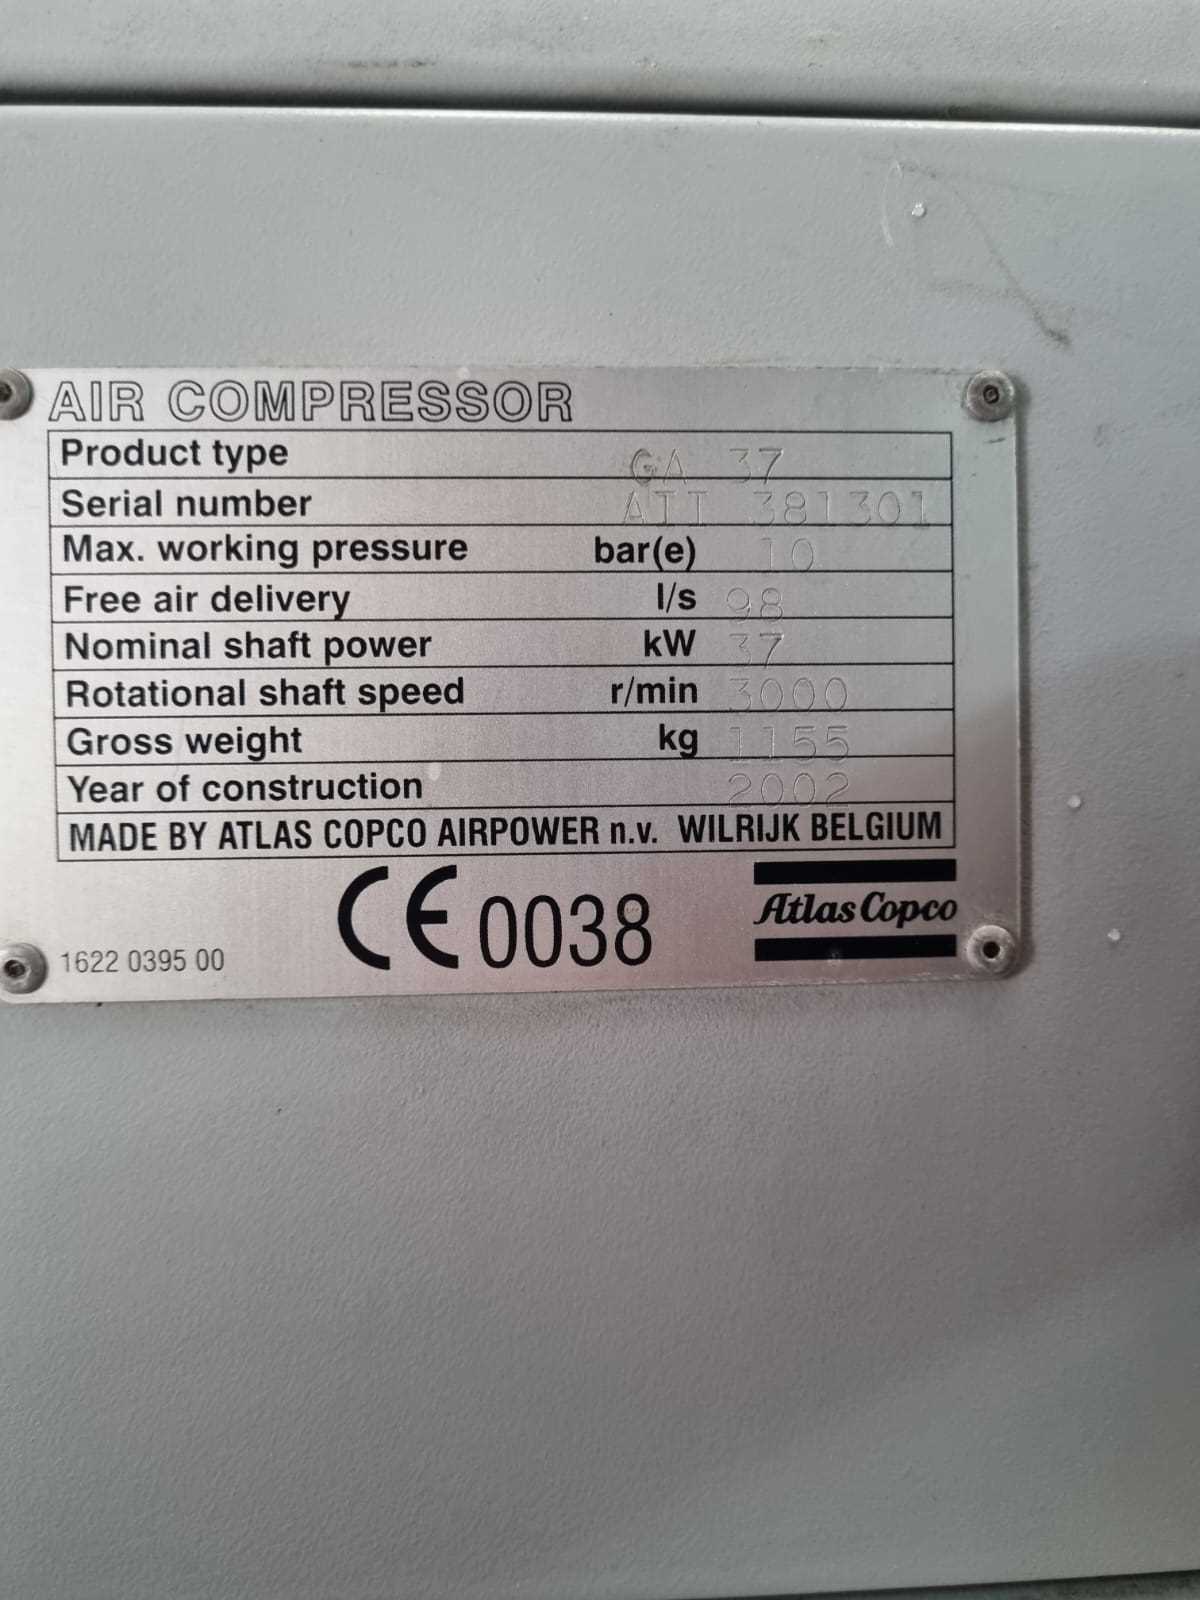 AIR COMPRESSOR
Product type GA 37
Serial number AII 381301
Max. working pressure bar(e) 10
Free air delivery l/s 98
Nominal shaft power kW 37
Rotational shaft speed r/min 3000
Gross weight kg 1155
Year of construction 2002
MADE BY ATLAS COPCO AIRPOWER n.v. WILRIJK BELGIUM
CE 0038
Atlas Copco
1622 0395 00